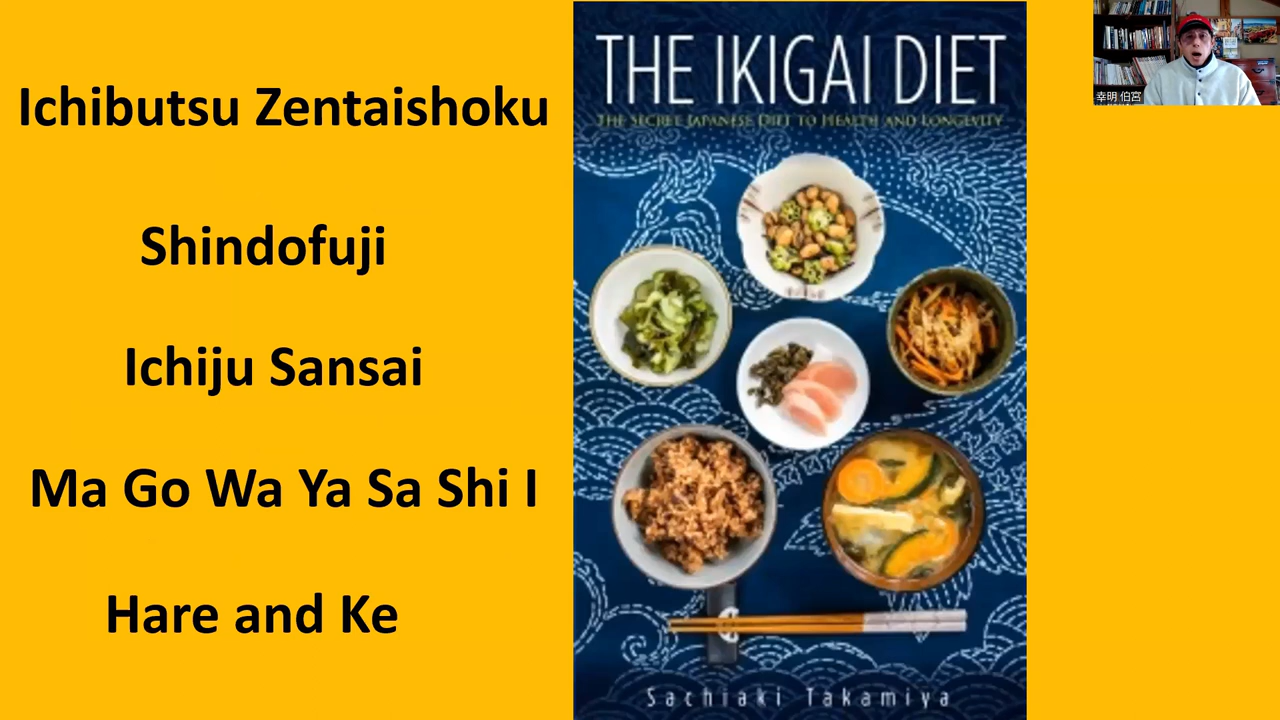 Ichibutsu Zentaishoku
Shindofuji
Ichiju Sansai
Ma Go Wa Ya Sa Shi I
Hare and Ke
THE IKIGAI DIET
THE SECRET JAPANESE DIET TO HEALTH AND LONGEVITY
Sachiaki Takamiya
幸明 伯宮